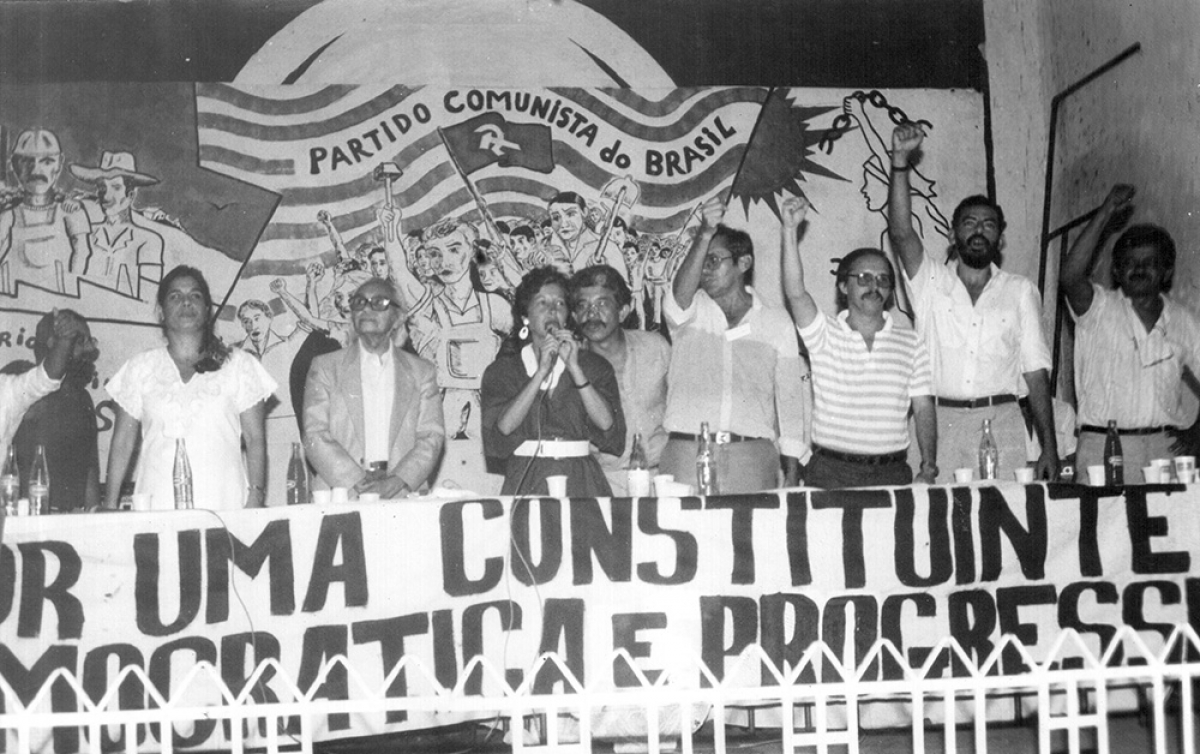 PARTIDO COMUNISTA do BRASIL
OR UMA CONSTITUINTE
MOCRATICA E PROGRESS